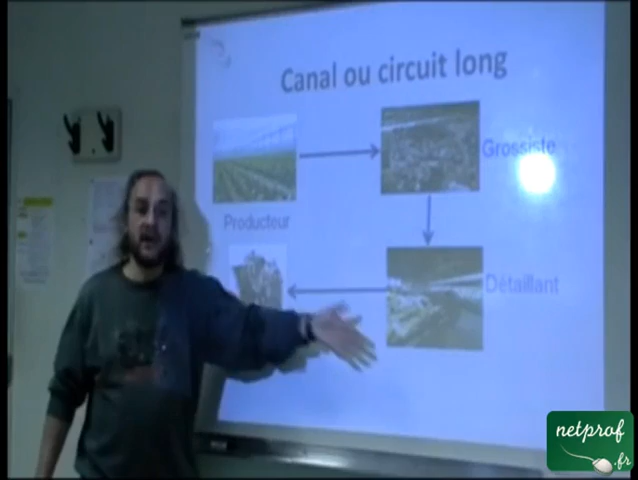 Canal ou circuit long
Grossiste
Producteur
Détaillant
netprof
.fr